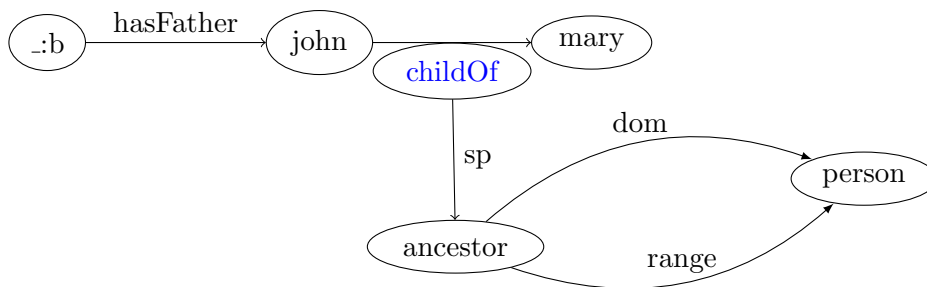 hasFather
_:b
john
mary
childOf
dom
sp
person
ancestor
range